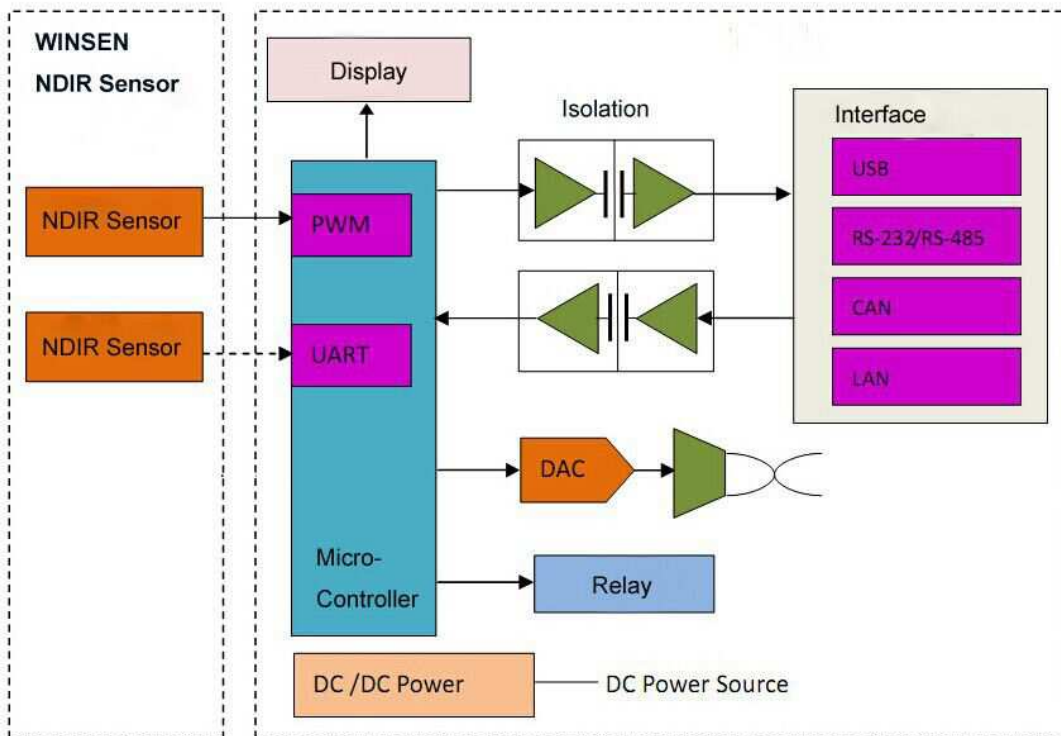 WINSEN
NDIR Sensor
NDIR Sensor
NDIR Sensor
Display
PWM
UART
Micro-
Controller
Isolation
Interface
USB
RS-232/RS-485
CAN
LAN
DAC
Relay
DC /DC Power
DC Power Source